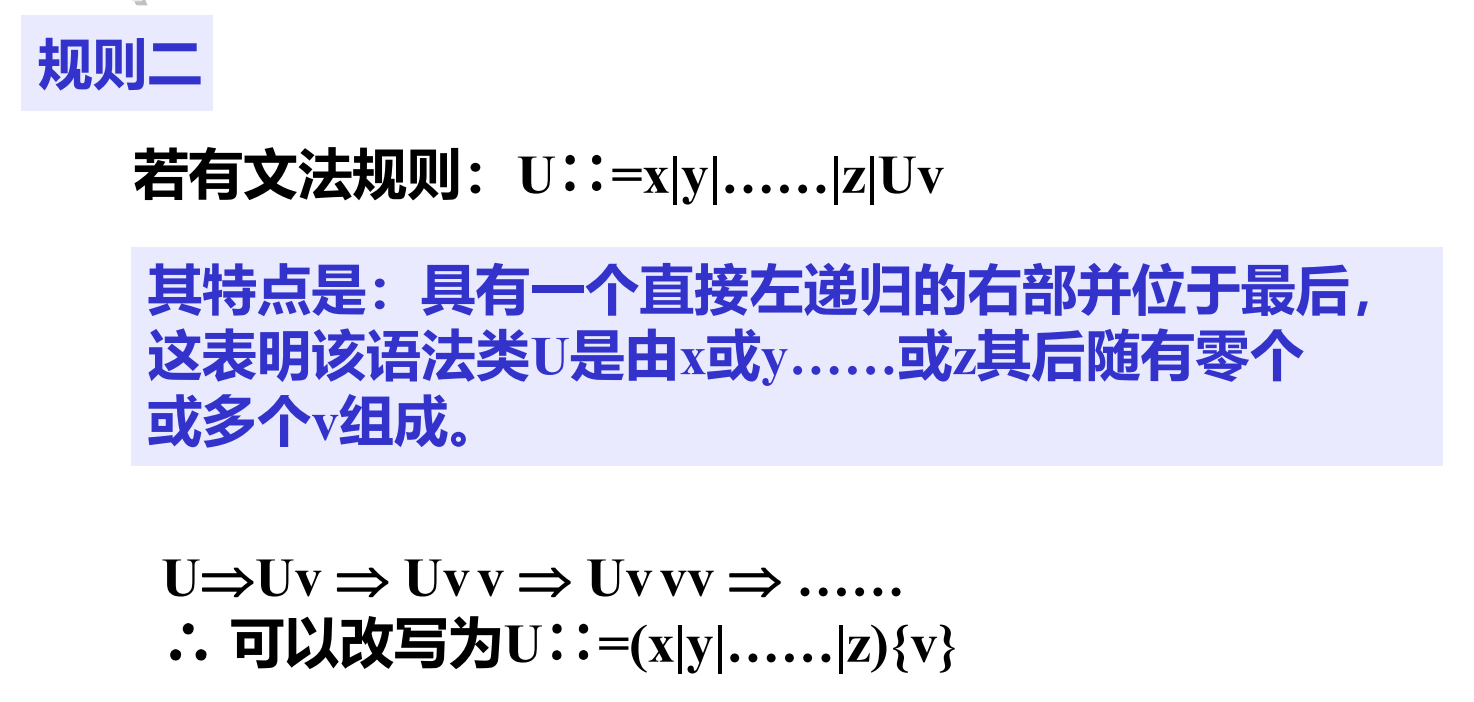 规则二
若有文法规则：U∷=x|y|……|z|Uv
其特点是：具有一个直接左递归的右部并位于最后，
这表明该语法类U是由x或y……或z其后随有零个
或多个v组成。
U⇒Uv ⇒ Uv v ⇒ Uv vv ⇒ ……
∴ 可以改写为U∷=(x|y|……|z){v}